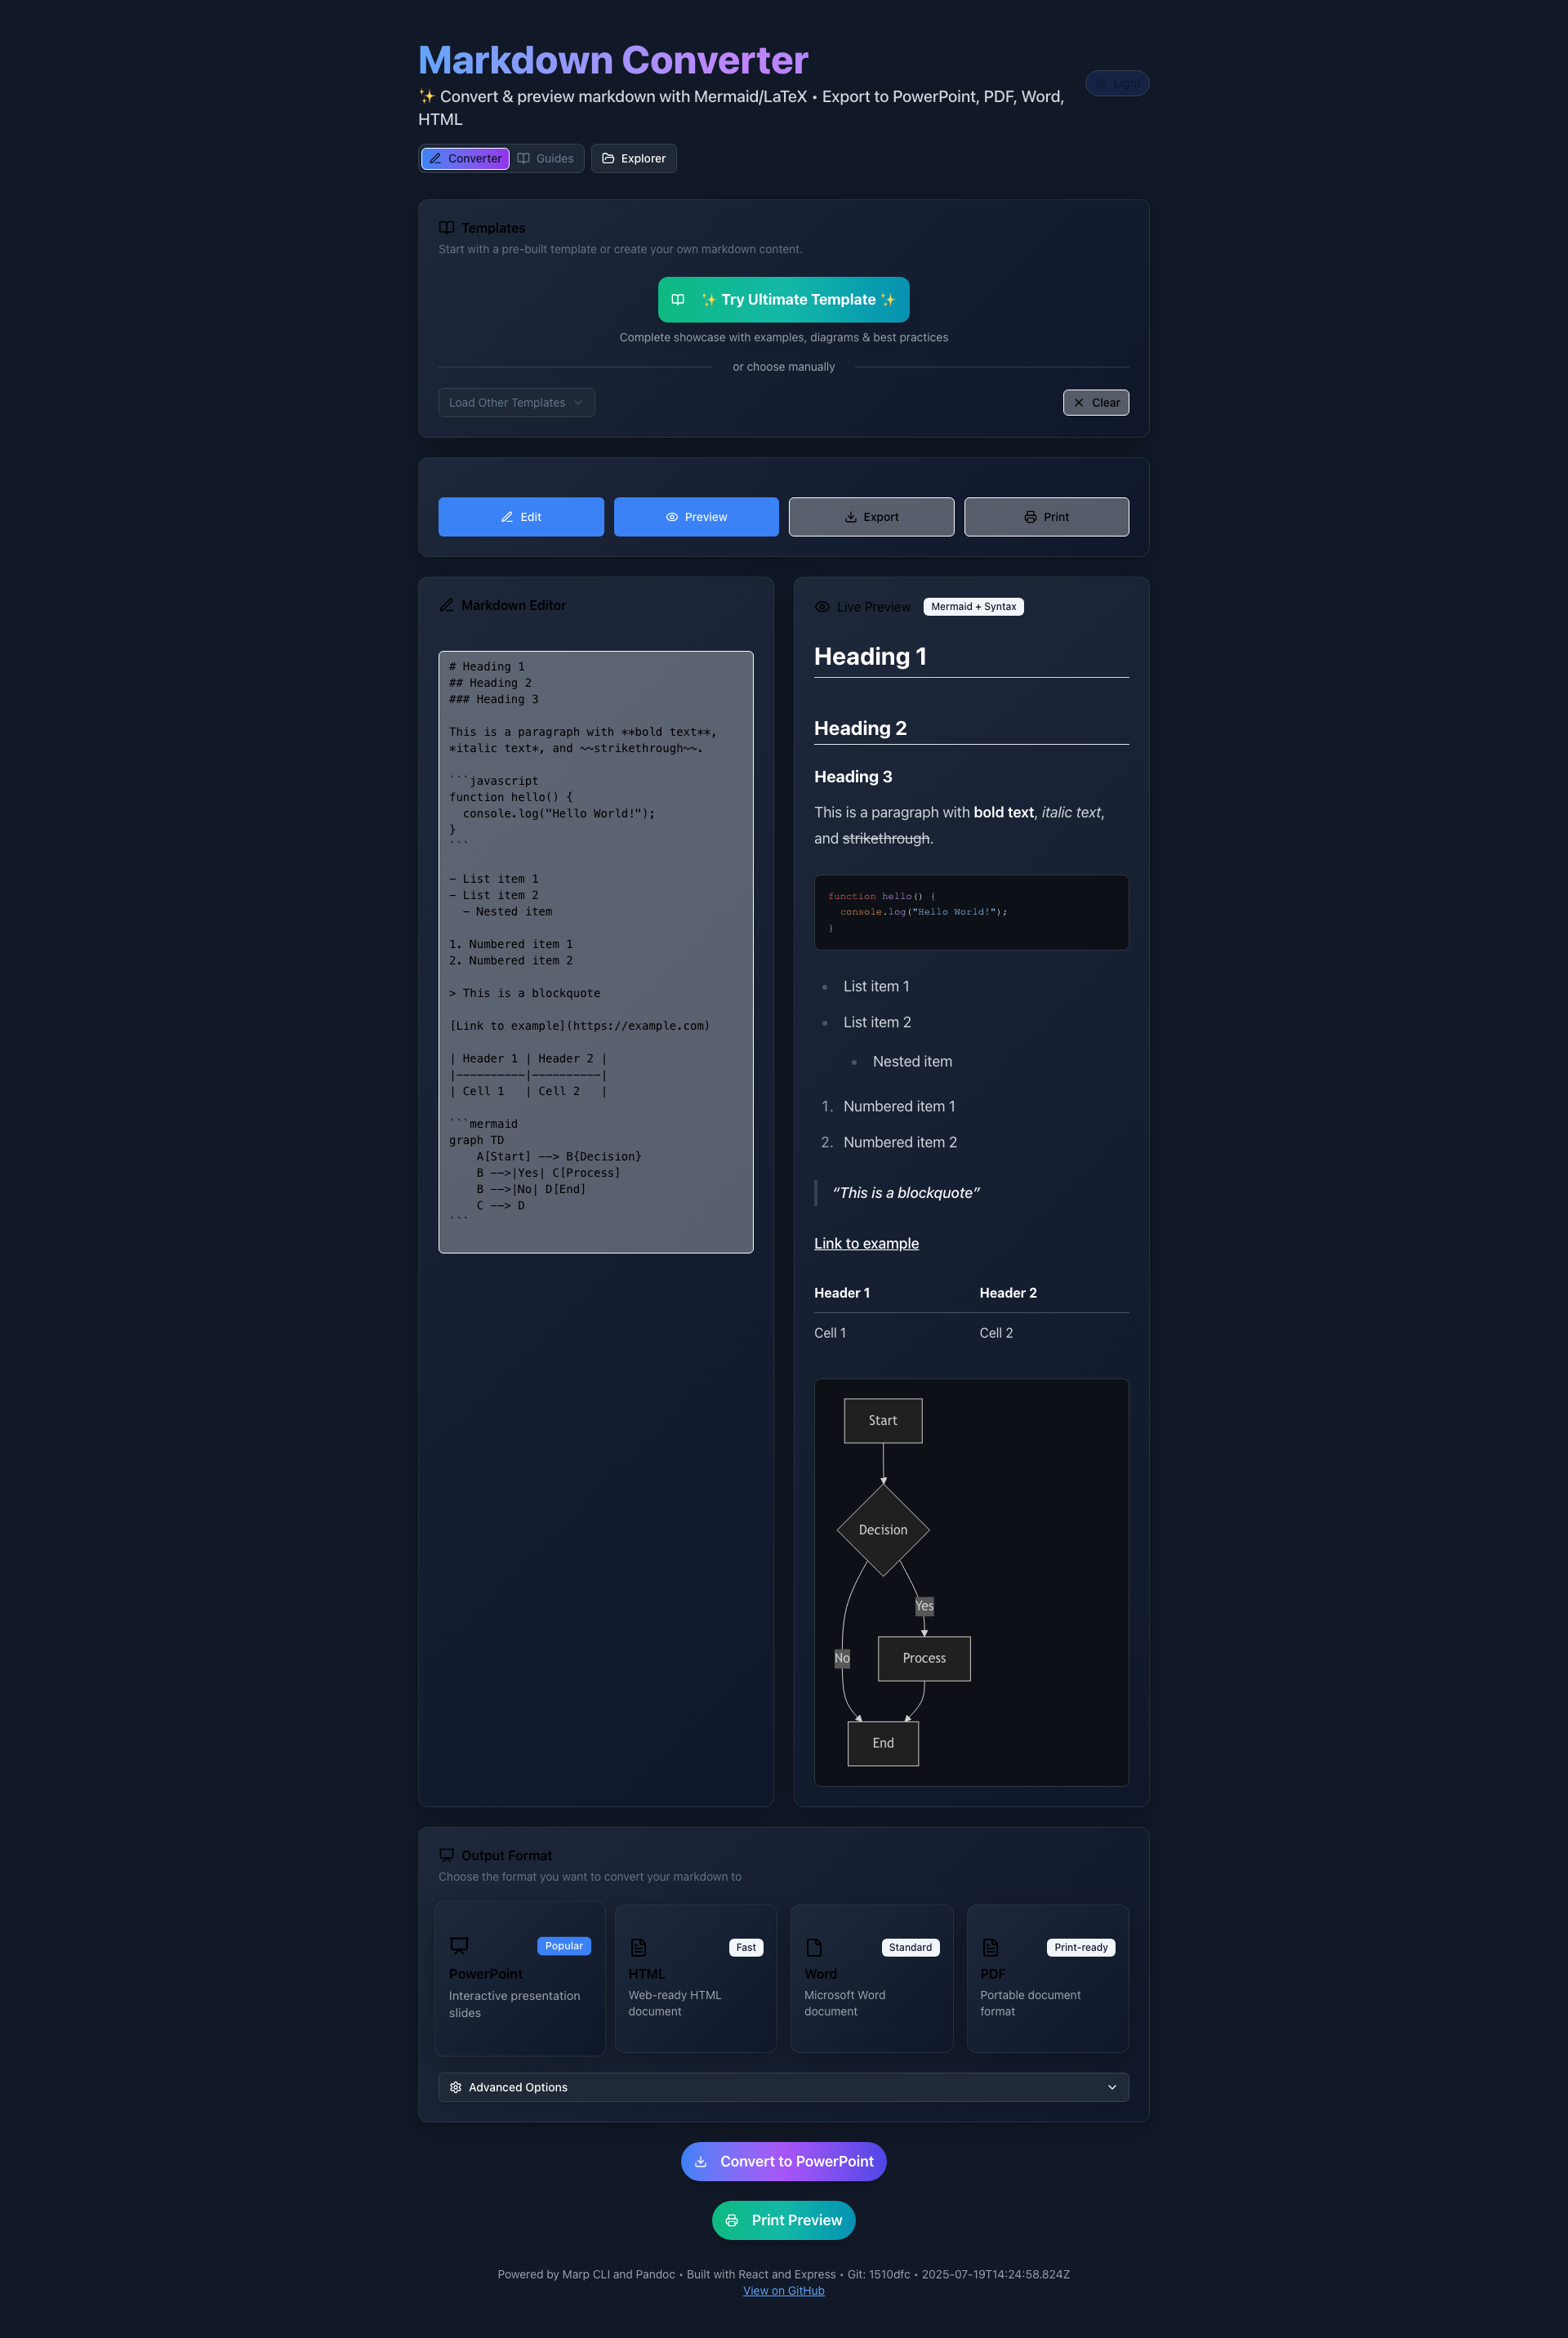 Markdown Converter
✨ Convert & preview markdown with Mermaid/LaTeX • Export to PowerPoint, PDF, Word,
HTML
Light
Converter
Guides
Explorer
Templates
Start with a pre-built template or create your own markdown content.
✨ Try Ultimate Template ✨
Complete showcase with examples, diagrams & best practices
or choose manually
Load Other Templates
Clear
Edit
Preview
Export
Print
Markdown Editor
# Heading 1
## Heading 2
### Heading 3

This is a paragraph with **bold text**,
*italic text*, and ~~strikethrough~~.

```javascript
function hello() {
  console.log("Hello World!");
}
```

- List item 1
- List item 2
  - Nested item

1. Numbered item 1
2. Numbered item 2

> This is a blockquote

[Link to example](https://example.com)

| Header 1 | Header 2 |
|----------|----------|
| Cell 1   | Cell 2   |

```mermaid
graph TD
    A[Start] --> B{Decision}
    B -->|Yes| C[Process]
    B -->|No| D[End]
    C --> D
```
Live Preview
Mermaid + Syntax
Heading 1
Heading 2
Heading 3
This is a paragraph with bold text, italic text,
and strikethrough.
function hello() {
  console.log("Hello World!");
}
• List item 1
• List item 2
• Nested item
1. Numbered item 1
2. Numbered item 2
“This is a blockquote”
Link to example
Header 1 Header 2
Cell 1 Cell 2
Start
Decision
Yes
No
Process
End
Output Format
Choose the format you want to convert your markdown to
Popular
PowerPoint
Interactive presentation
slides
Fast
HTML
Web-ready HTML
document
Standard
Word
Microsoft Word
document
Print-ready
PDF
Portable document
format
Advanced Options
Convert to PowerPoint
Print Preview
Powered by Marp CLI and Pandoc • Built with React and Express • Git: 1510dfc • 2025-07-19T14:24:58.824Z
View on GitHub